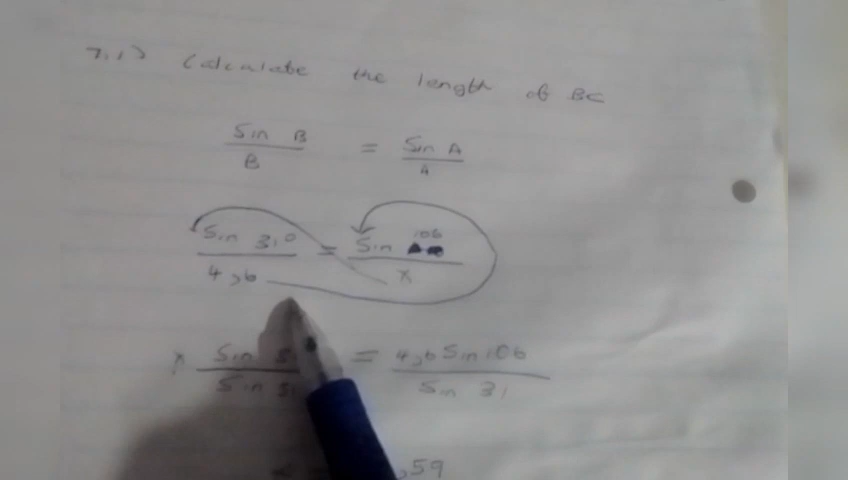 7.1.) Calculate the length of BC
Sin B = Sin A
B A
Sin 31° = Sin 106
4,6 x
x Sin = 4,6 Sin 106
Sin 31 Sin 31
= ,59